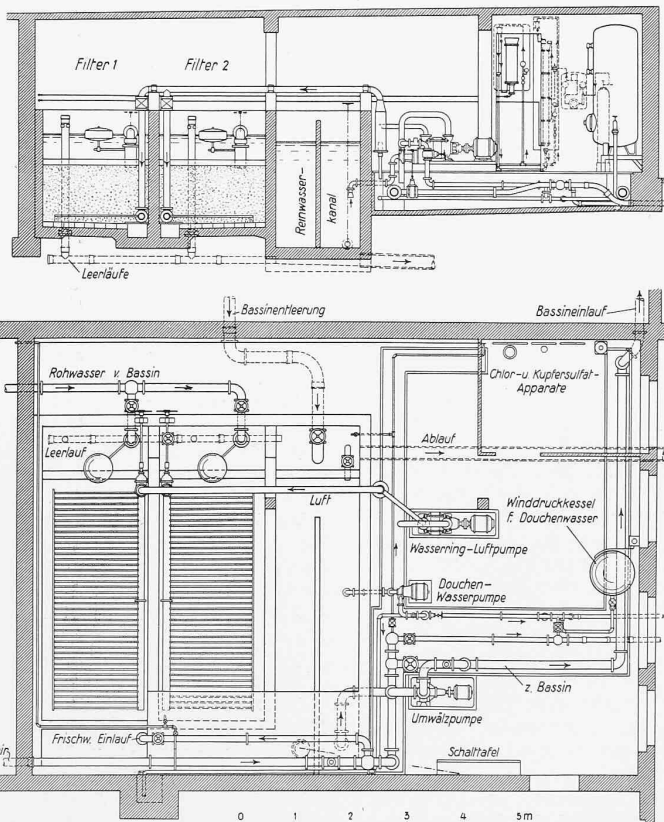 Filter 1
Filter 2
Reinwasser-
kanal
Leerläufe
Bassinentleerung
Bassineinlauf
Rohwasser v. Bassin
Chlor- u. Kupfersulfat-
Apparate
Leerlauf
Ablauf
Luft
Winddruckkessel
f. Douchenwasser
Wasserring-Luftpumpe
Douchen-
Wasserpumpe
z. Bassin
Umwälzpumpe
Frischw. Einlauf
Schalttafel
0 1 2 3 4 5m